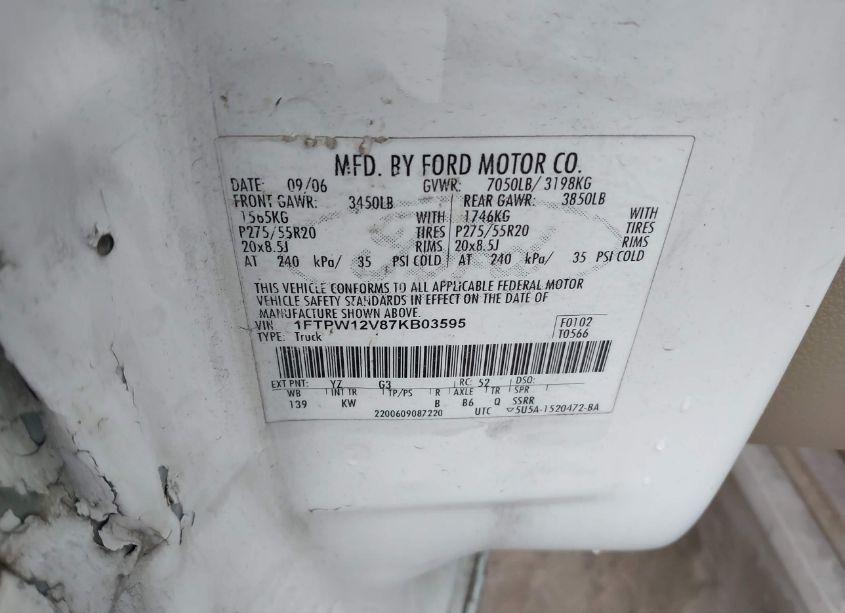 MFD. BY FORD MOTOR CO.
DATE: 09/06 GVWR: 7050LB/ 3198KG
FRONT GAWR: 3450LB REAR GAWR: 3850LB
1565KG WITH 1746KG WITH
P275/55R20 TIRES P275/55R20 TIRES
20x8.5J RIMS 20x8.5J RIMS
AT 240 kPa/ 35 PSI COLD AT 240 kPa/ 35 PSI COLD
Ford
THIS VEHICLE CONFORMS TO ALL APPLICABLE FEDERAL MOTOR
VEHICLE SAFETY STANDARDS IN EFFECT ON THE DATE OF
MANUFACTURE SHOWN ABOVE.
VIN 1FTPW12V87KB03595 F0102
TYPE: Truck T0566
EXT PNT: YZ G3 RC: 52 DSO:
WB INT TR TP/PS R AXLE TR SPR
139 KW B B6 Q SSRR
2200609087220 UTC 5U5A-1520472-BA